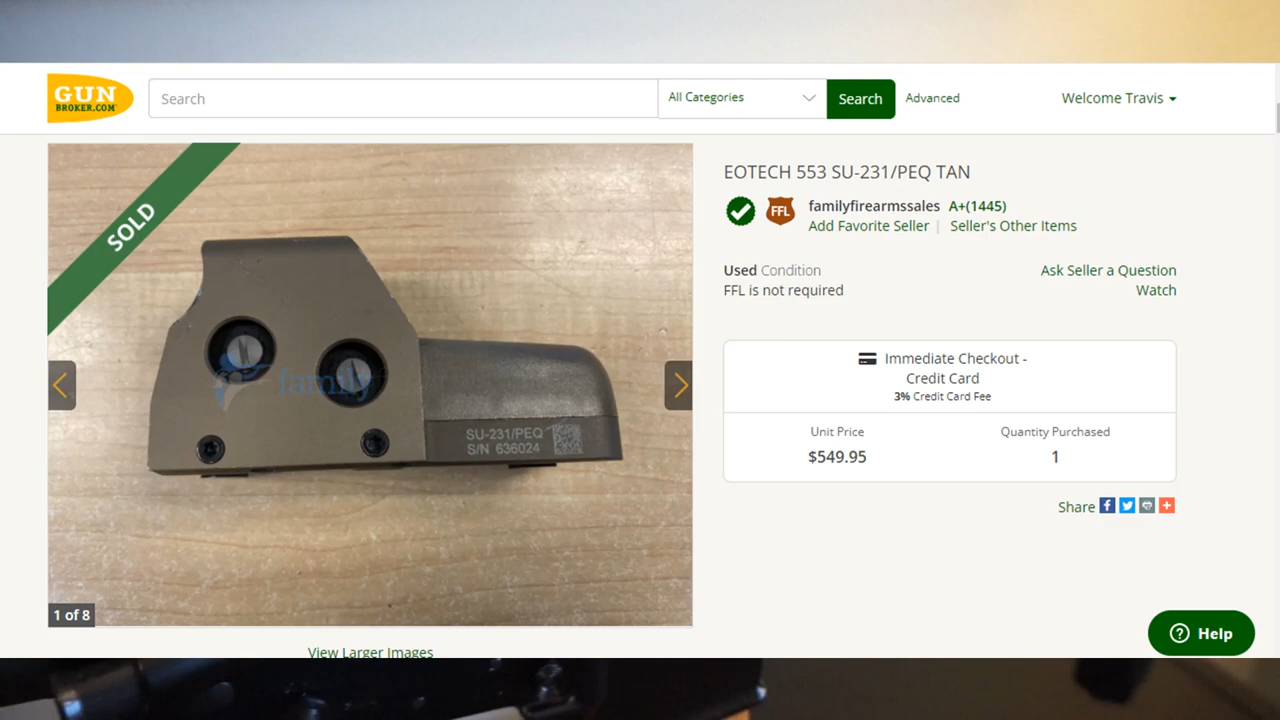 GUN
BROKER.COM
Search
All Categories
Search
Advanced
Welcome Travis
SOLD
EOTECH 553 SU-231/PEQ TAN
FFL
familyfirearmssales A+(1445)
Add Favorite Seller | Seller's Other Items
Used Condition
Ask Seller a Question
FFL is not required
Watch
Immediate Checkout -
Credit Card
3% Credit Card Fee
Unit Price
Quantity Purchased
$549.95
1
Share
family
SU-231/PEQ
S/N 636024
1 of 8
View Larger Images
Help